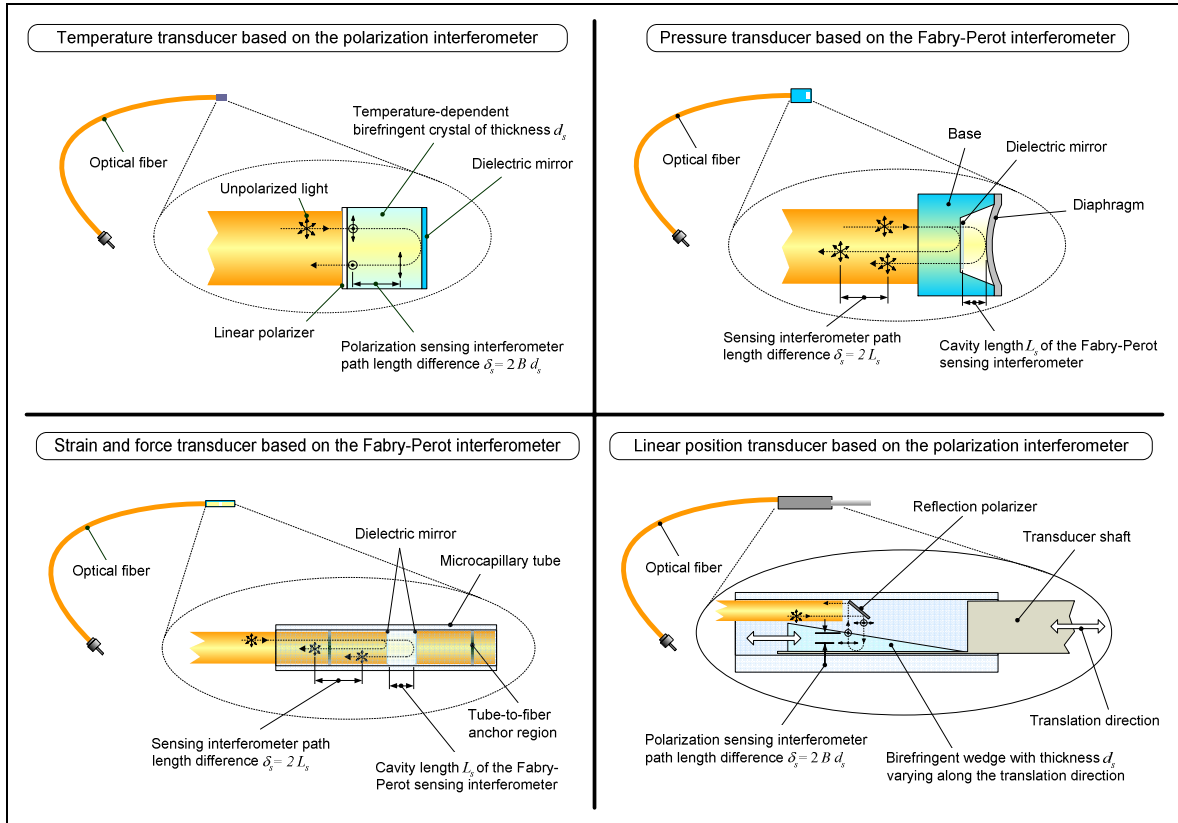 Temperature transducer based on the polarization interferometer
Temperature-dependent
birefringent crystal of thickness dₛ
Optical fiber
Dielectric mirror
Unpolarized light
Linear polarizer
Polarization sensing interferometer
path length difference δₛ = 2 B dₛ
Pressure transducer based on the Fabry-Perot interferometer
Base
Optical fiber
Dielectric mirror
Diaphragm
Sensing interferometer path
length difference δₛ = 2 Lₛ
Cavity length Lₛ of the Fabry-Perot
sensing interferometer
Strain and force transducer based on the Fabry-Perot interferometer
Dielectric mirror
Optical fiber
Microcapillary tube
Sensing interferometer path
length difference δₛ = 2 Lₛ
Tube-to-fiber
anchor region
Cavity length Lₛ of the Fabry-
Perot sensing interferometer
Linear position transducer based on the polarization interferometer
Reflection polarizer
Transducer shaft
Optical fiber
Translation direction
Polarization sensing interferometer
path length difference δₛ = 2 B dₛ
Birefringent wedge with thickness dₛ
varying along the translation direction